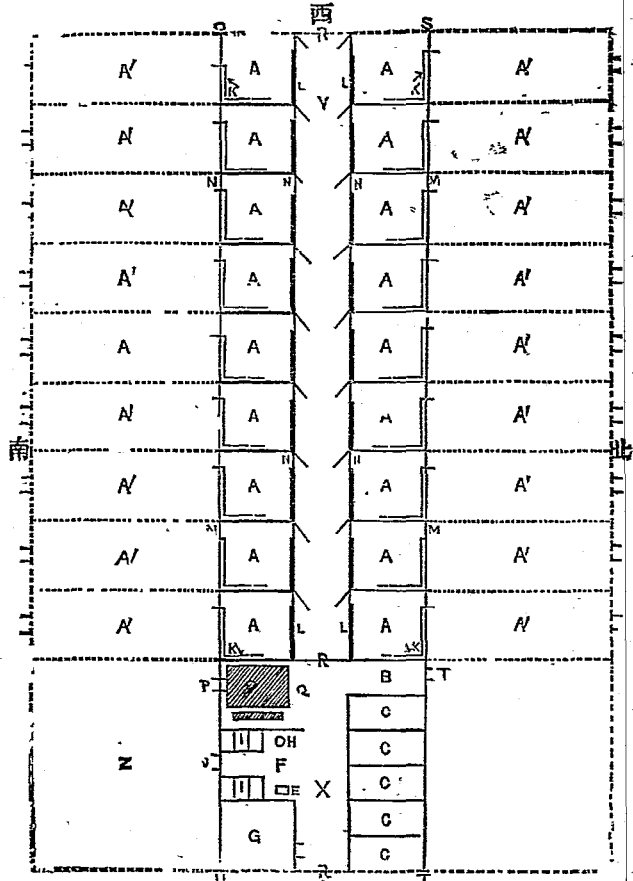 西
O R S
A' A L L A A'
K Y K
A' A A A'
N N N M
A' A A A'
A' A A A'
A A A A'
A' A A A'
南 北
N H
A' A A A'
M M
A' A A A'
A' A L L A A'
K K
R
P Q B T
C
I OH C
N J F
C
I E X
C
G C
C
U R T